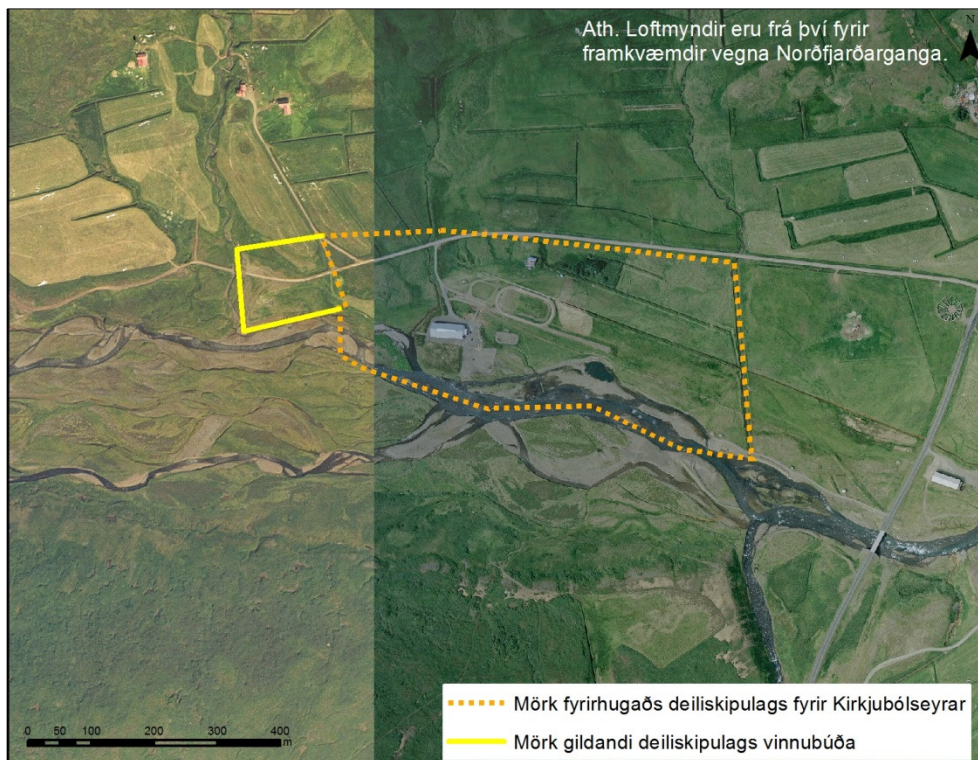 Ath. Loftmyndir eru frá því fyrir
framkvæmdir vegna Norðfjarðarganga.
Mörk fyrirhugaðs deiliskipulags fyrir Kirkjubólseyrar
Mörk gildandi deiliskipulags vinnubúða
0 50 100 200 300 400
m